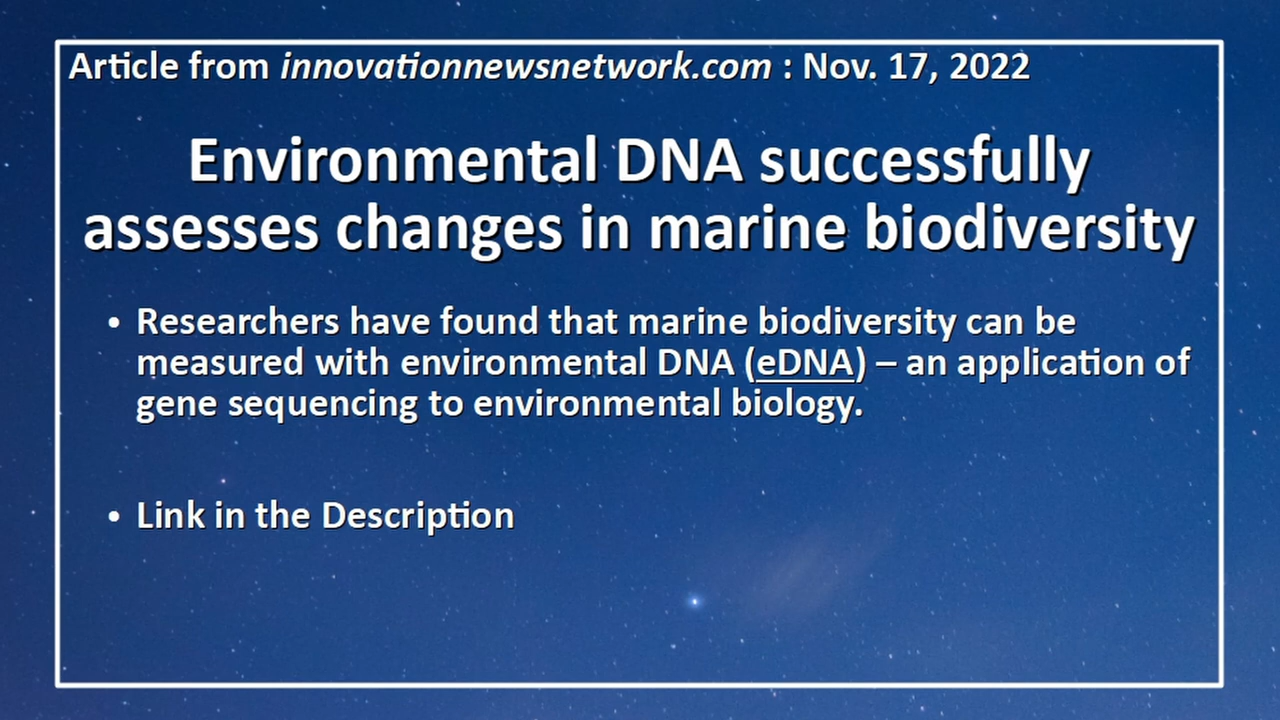 Article from innovationnewsnetwork.com : Nov. 17, 2022
Environmental DNA successfully
assesses changes in marine biodiversity
• Researchers have found that marine biodiversity can be
measured with environmental DNA (eDNA) – an application of
gene sequencing to environmental biology.
• Link in the Description